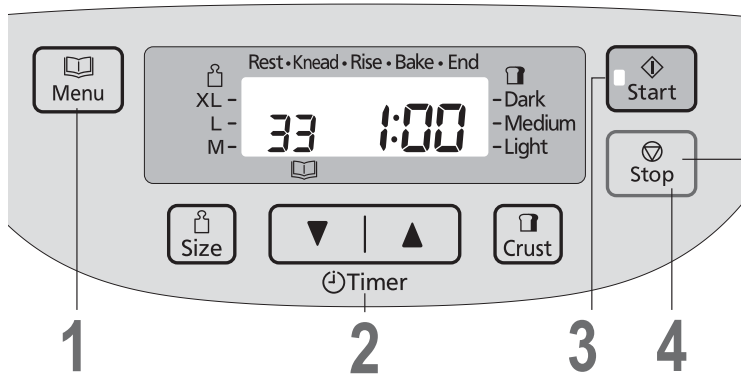 Menu
Rest • Knead • Rise • Bake • End
XL –
L –
M –
33
1:00
– Dark
– Medium
– Light
Start
Stop
Size
Crust
Timer
1
2
3
4